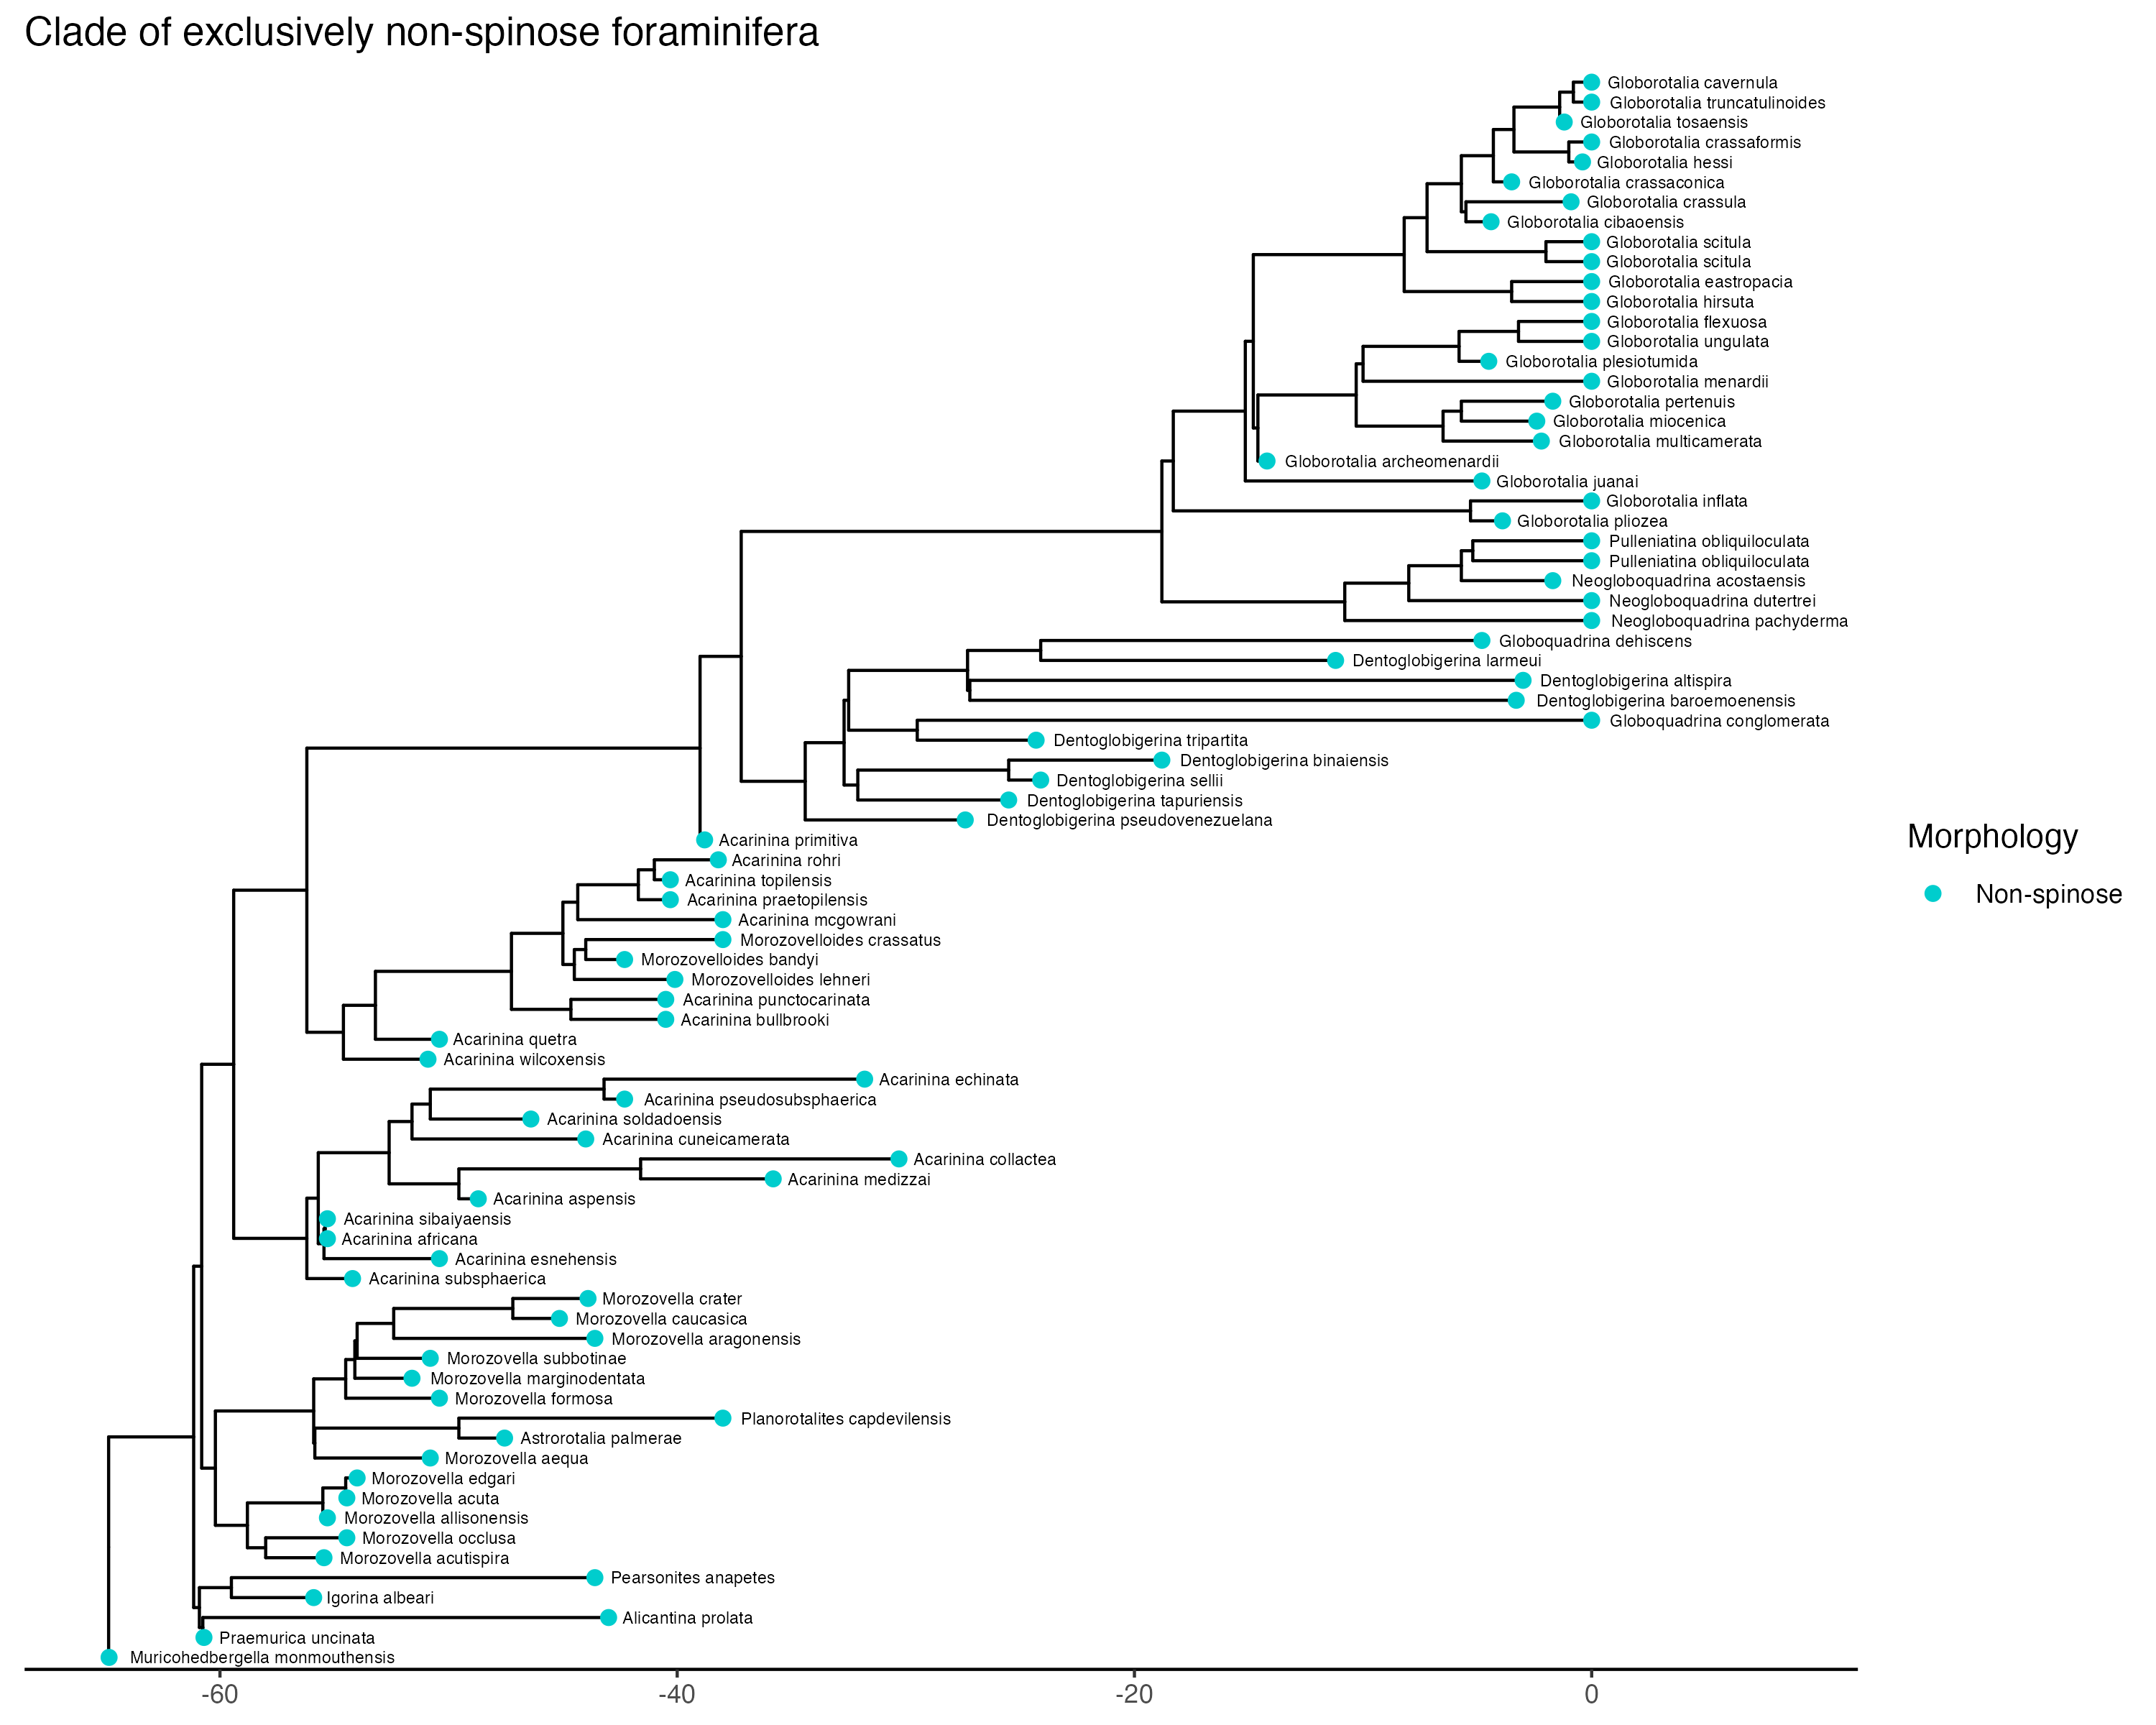 Clade of exclusively non-spinose foraminifera
Globorotalia cavernula
Globorotalia truncatulinoides
Globorotalia tosaensis
Globorotalia crassaformis
Globorotalia hessi
Globorotalia crassaconica
Globorotalia crassula
Globorotalia cibaoensis
Globorotalia scitula
Globorotalia scitula
Globorotalia eastropacia
Globorotalia hirsuta
Globorotalia flexuosa
Globorotalia ungulata
Globorotalia plesiotumida
Globorotalia menardii
Globorotalia pertenuis
Globorotalia miocenica
Globorotalia multicamerata
Globorotalia archeomenardii
Globorotalia juanai
Globorotalia inflata
Globorotalia pliozea
Pulleniatina obliquiloculata
Pulleniatina obliquiloculata
Neogloboquadrina acostaensis
Neogloboquadrina dutertrei
Neogloboquadrina pachyderma
Globoquadrina dehiscens
Dentoglobigerina larmeui
Dentoglobigerina altispira
Dentoglobigerina baroemoenensis
Globoquadrina conglomerata
Dentoglobigerina tripartita
Dentoglobigerina binaiensis
Dentoglobigerina sellii
Dentoglobigerina tapuriensis
Dentoglobigerina pseudovenezuelana
Acarinina primitiva
Acarinina rohri
Acarinina topilensis
Acarinina praetopilensis
Acarinina mcgowrani
Morozovelloides crassatus
Morozovelloides bandyi
Morozovelloides lehneri
Acarinina punctocarinata
Acarinina bullbrooki
Acarinina quetra
Acarinina wilcoxensis
Acarinina echinata
Acarinina pseudosubsphaerica
Acarinina soldadoensis
Acarinina cuneicamerata
Acarinina collactea
Acarinina medizzai
Acarinina aspensis
Acarinina sibaiyaensis
Acarinina africana
Acarinina esnehensis
Acarinina subsphaerica
Morozovella crater
Morozovella caucasica
Morozovella aragonensis
Morozovella subbotinae
Morozovella marginodentata
Morozovella formosa
Planorotalites capdevilensis
Astrorotalia palmerae
Morozovella aequa
Morozovella edgari
Morozovella acuta
Morozovella allisonensis
Morozovella occlusa
Morozovella acutispira
Pearsonites anapetes
Igorina albeari
Alicantina prolata
Praemurica uncinata
Muricohedbergella monmouthensis
-60 -40 -20 0
Morphology
Non-spinose